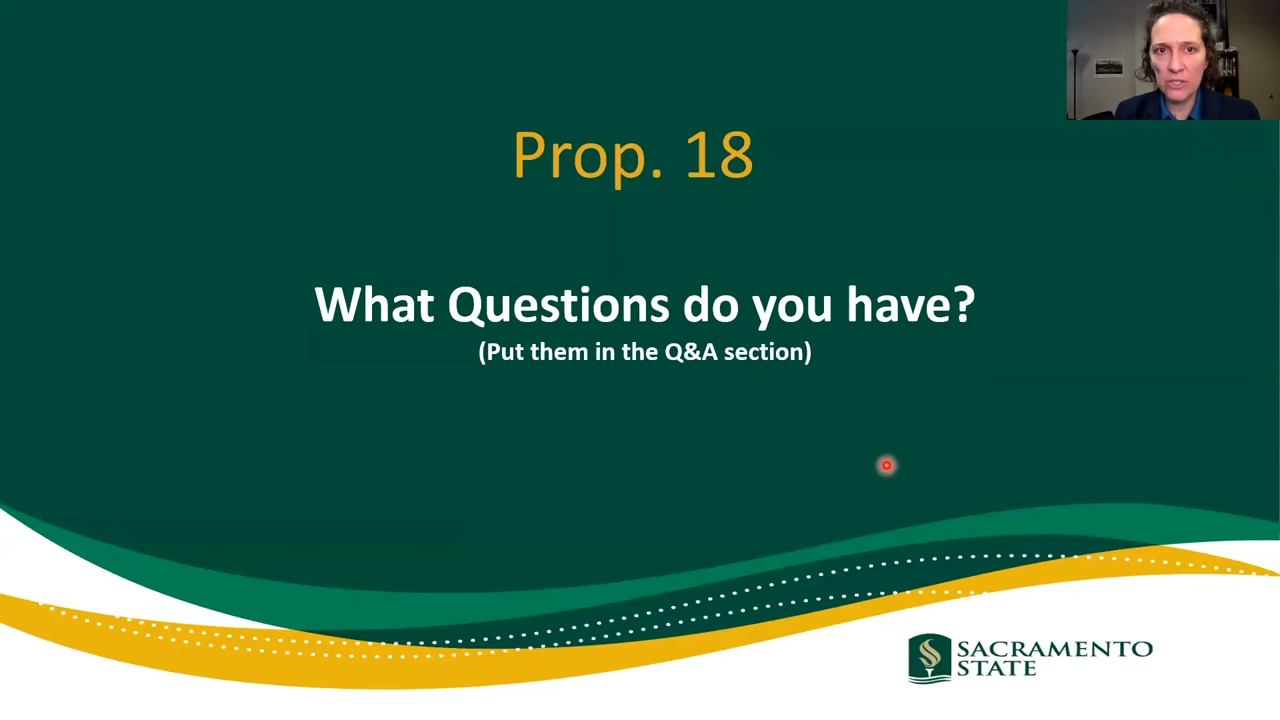 Prop. 18
What Questions do you have?
(Put them in the Q&A section)
SACRAMENTO
STATE